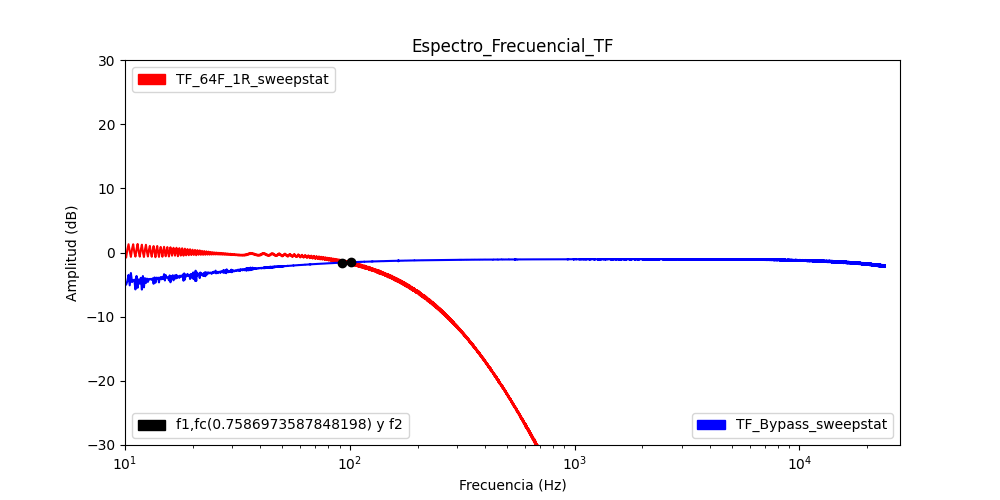 Espectro_Frecuencial_TF
30
20
10
0
−10
−20
−30
Amplitud (dB)
TF_64F_1R_sweepstat
f1,fc(0.7586973587848198) y f2
TF_Bypass_sweepstat
10¹
10²
10³
10⁴
Frecuencia (Hz)